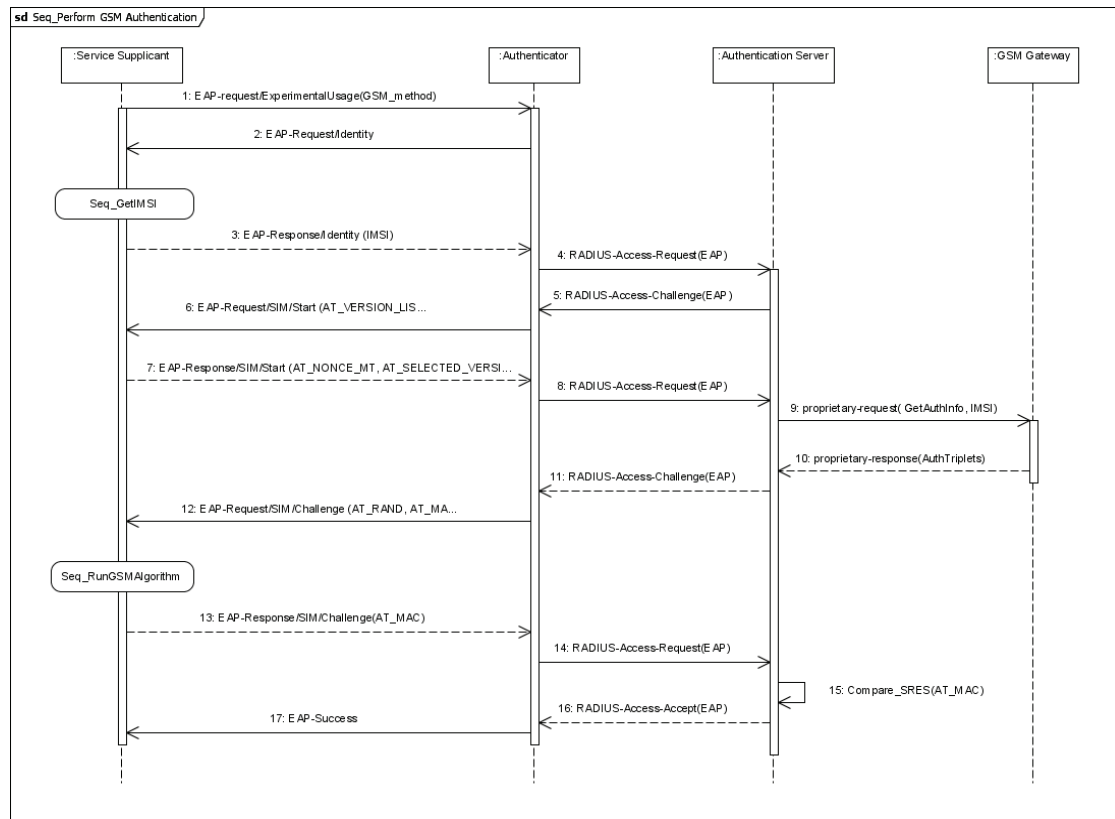 sd Seq_Perform GSM Authentication
:Service Supplicant
:Authenticator
:Authentication Server
:GSM Gateway
1: EAP-request/ExperimentalUsage(GSM_method)
2: EAP-Request/Identity
Seq_GetIMSI
3: EAP-Response/Identity (IMSI)
4: RADIUS-Access-Request(EAP)
5: RADIUS-Access-Challenge(EAP)
6: EAP-Request/SIM/Start (AT_VERSION_LIS...
7: EAP-Response/SIM/Start (AT_NONCE_MT, AT_SELECTED_VERSI...
8: RADIUS-Access-Request(EAP)
9: proprietary-request( GetAuthInfo, IMSI)
10: proprietary-response(AuthTriplets)
11: RADIUS-Access-Challenge(EAP)
12: EAP-Request/SIM/Challenge (AT_RAND, AT_MA...
Seq_RunGSMAlgorithm
13: EAP-Response/SIM/Challenge(AT_MAC)
14: RADIUS-Access-Request(EAP)
15: Compare_SRES(AT_MAC)
16: RADIUS-Access-Accept(EAP)
17: EAP-Success